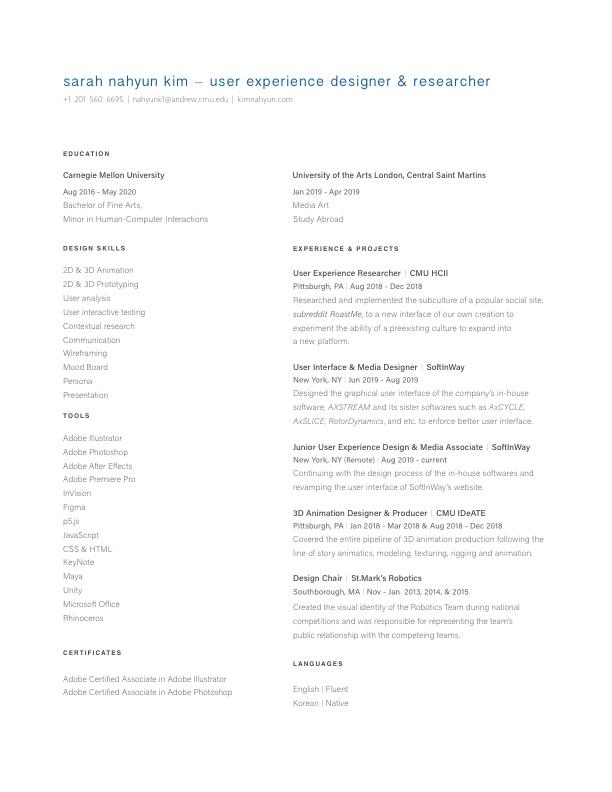 sarah nahyun kim – user experience designer & researcher
+1 201 560 6695 | nahyunk1@andrew.cmu.edu | kimnahyun.com
EDUCATION
Carnegie Mellon University
Aug 2016 - May 2020
Bachelor of Fine Arts,
Minor in Human-Computer Interactions
University of the Arts London, Central Saint Martins
Jan 2019 - Apr 2019
Media Art
Study Abroad
DESIGN SKILLS
2D & 3D Animation
2D & 3D Prototyping
User analysis
User interactive testing
Contextual research
Communication
Wireframing
Mood Board
Persona
Presentation
TOOLS
Adobe Illustrator
Adobe Photoshop
Adobe After Effects
Adobe Premiere Pro
InVision
Figma
p5.js
JavaScript
CSS & HTML
KeyNote
Maya
Unity
Microsoft Office
Rhinoceros
CERTIFICATES
Adobe Certified Associate in Adobe Illustrator
Adobe Certified Associate in Adobe Photoshop
EXPERIENCE & PROJECTS
User Experience Researcher | CMU HCII
Pittsburgh, PA | Aug 2018 - Dec 2018
Researched and implemented the subculture of a popular social site,
subreddit RoastMe, to a new interface of our own creation to
experiment the ability of a preexisting culture to expand into
a new platform.
User Interface & Media Designer | SoftInWay
New York, NY | Jun 2019 - Aug 2019
Designed the graphical user interface of the company's in-house
software, AXSTREAM and its sister softwares such as AxCYCLE,
AxSLICE, RotorDynamics, and etc. to enforce better user interface.
Junior User Experience Design & Media Associate | SoftInWay
New York, NY (Remote) | Aug 2019 - current
Continuing with the design process of the in-house softwares and
revamping the user interface of SoftInWay's website.
3D Animation Designer & Producer | CMU IDeATE
Pittsburgh, PA | Jan 2018 - Mar 2018 & Aug 2018 - Dec 2018
Covered the entire pipeline of 3D animation production following the
line of story animatics, modeling, texturing, rigging and animation.
Design Chair | St.Mark's Robotics
Southborough, MA | Nov - Jan 2013, 2014, & 2015
Created the visual identity of the Robotics Team during national
competitions and was responsible for representing the team's
public relationship with the competeing teams.
LANGUAGES
English | Fluent
Korean | Native